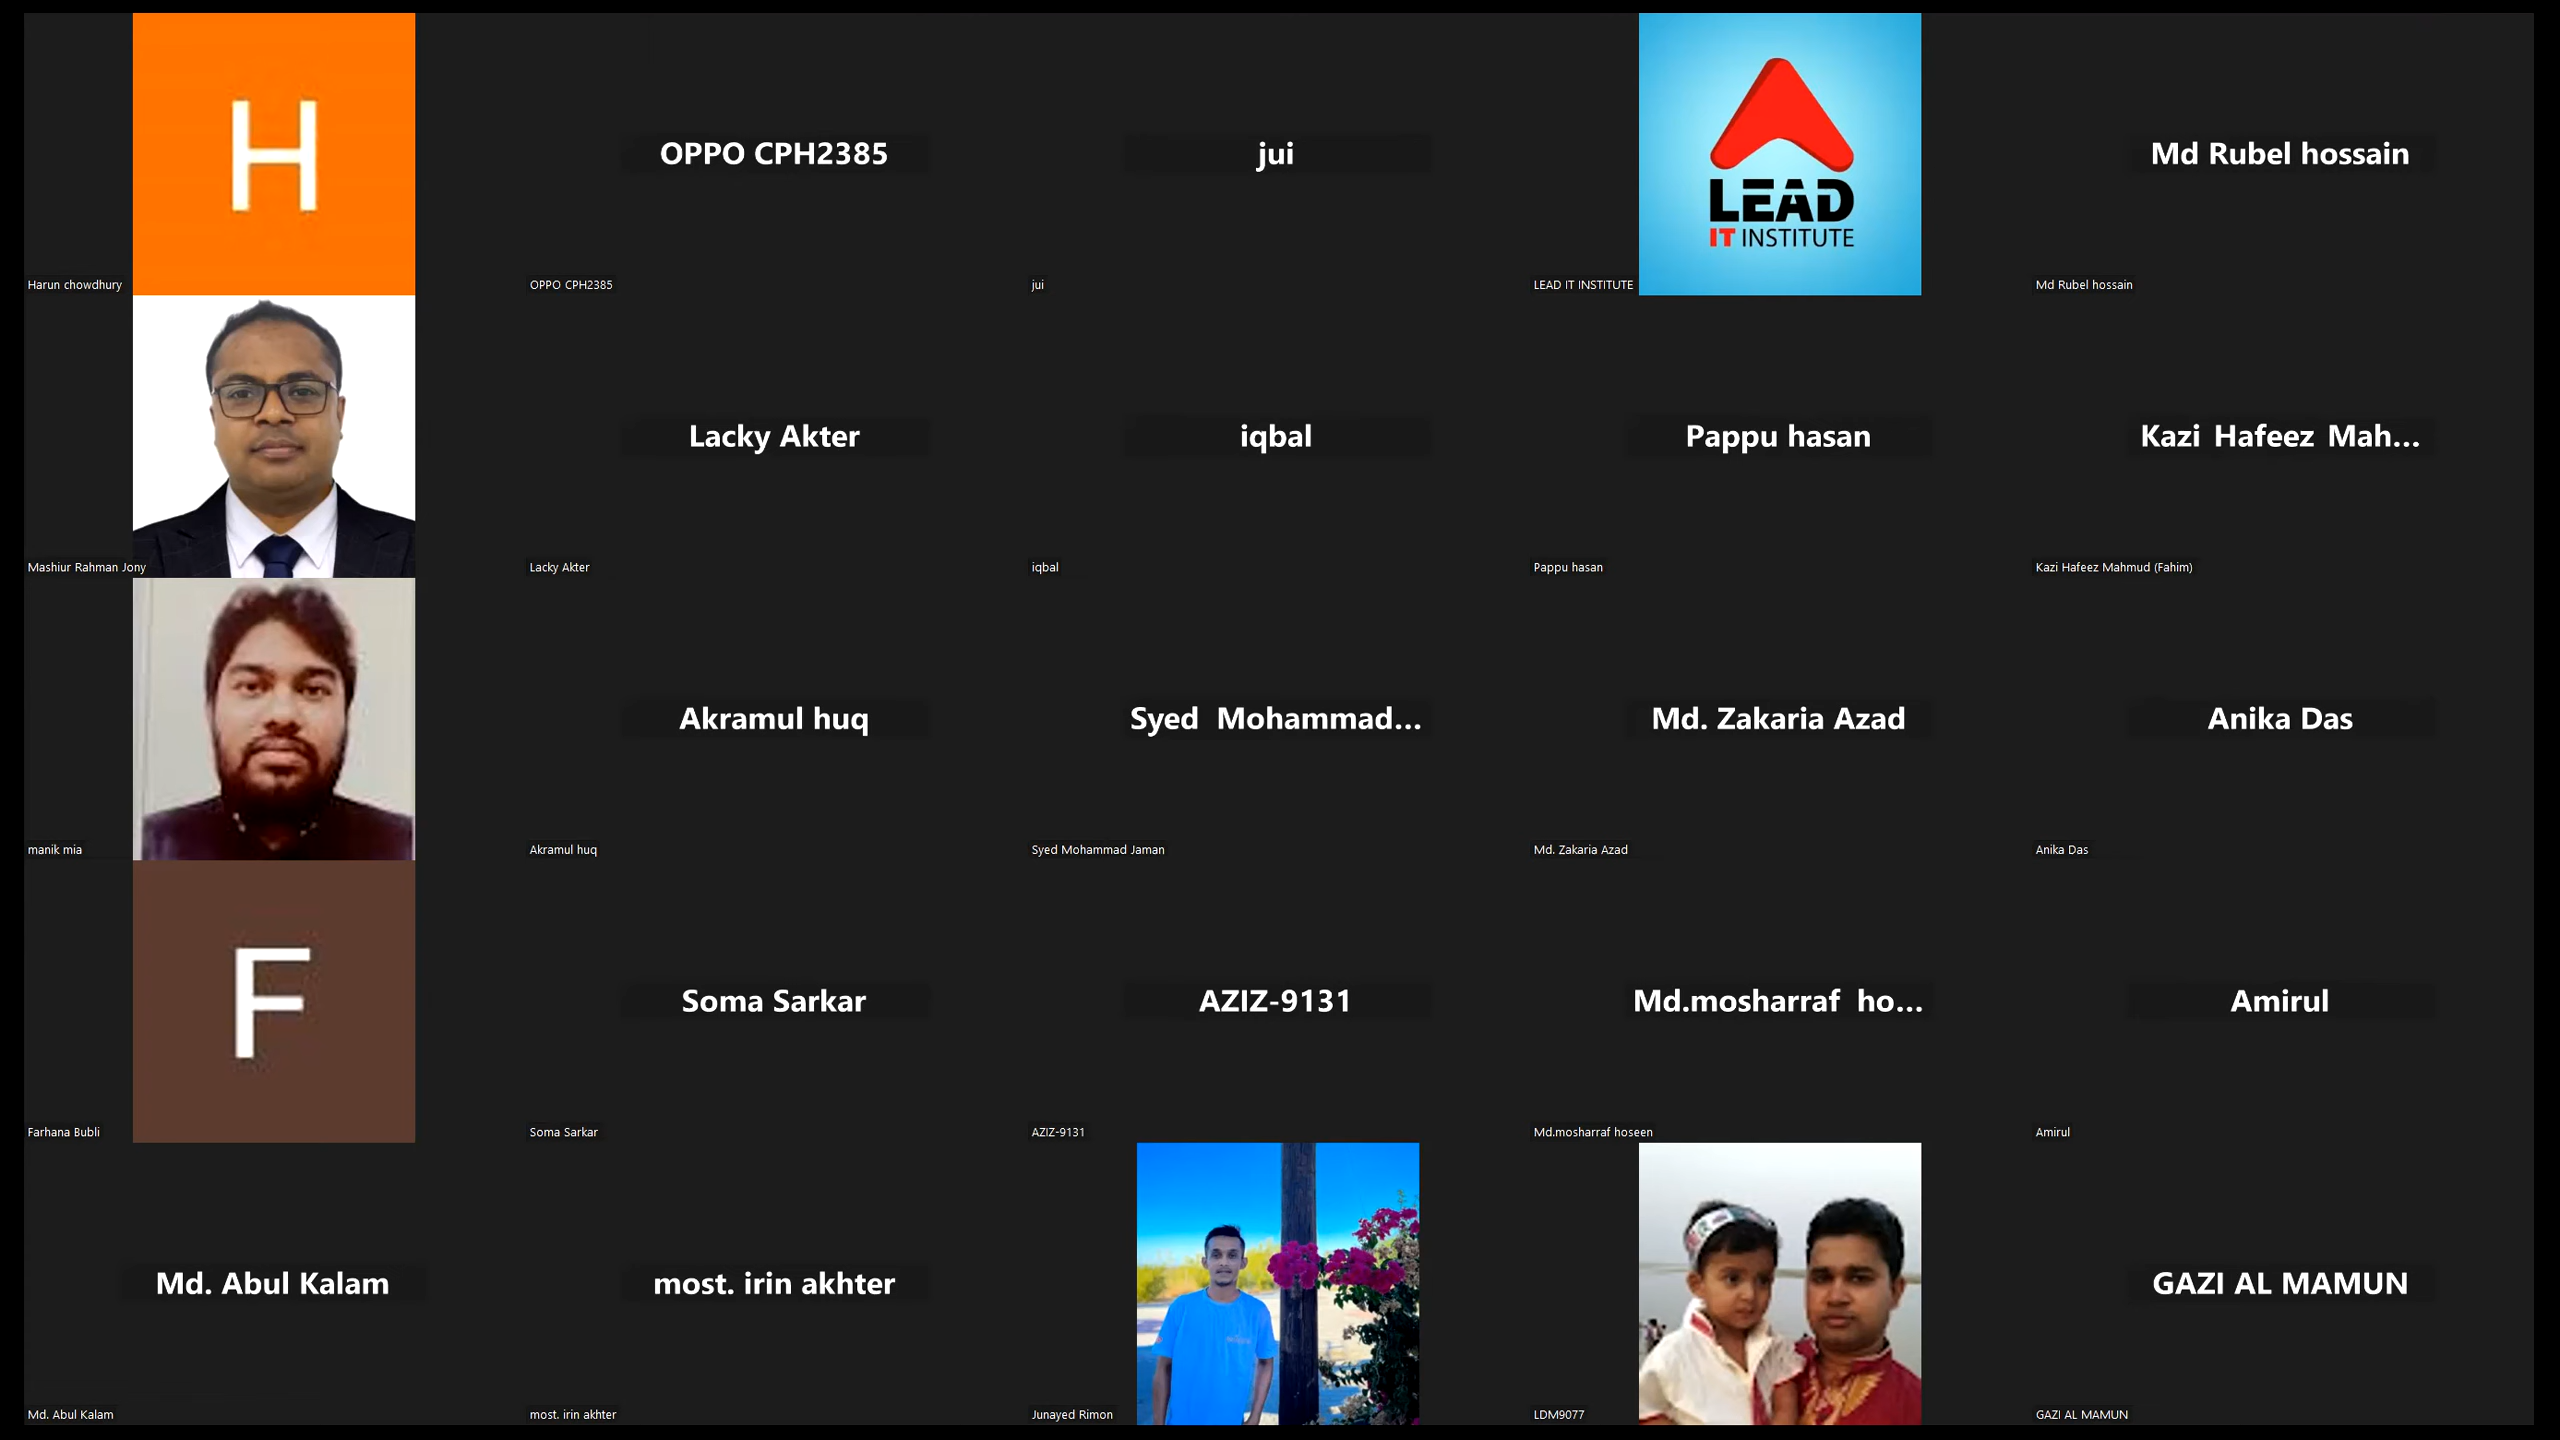 H
OPPO CPH2385
jui
LEAD
IT INSTITUTE
Md Rubel hossain
Harun chowdhury
OPPO CPH2385
jui
LEAD IT INSTITUTE
Md Rubel hossain
Lacky Akter
iqbal
Pappu hasan
Kazi Hafeez Mah...
Mashiur Rahman Jony
Lacky Akter
iqbal
Pappu hasan
Kazi Hafeez Mahmud (Fahim)
Akramul huq
Syed Mohammad...
Md. Zakaria Azad
Anika Das
manik mia
Akramul huq
Syed Mohammad Jaman
Md. Zakaria Azad
Anika Das
F
Soma Sarkar
AZIZ-9131
Md.mosharraf ho...
Amirul
Farhana Bubli
Soma Sarkar
AZIZ-9131
Md.mosharraf hoseen
Amirul
Md. Abul Kalam
most. irin akhter
GAZI AL MAMUN
Md. Abul Kalam
most. irin akhter
Junayed Rimon
LDM9077
GAZI AL MAMUN